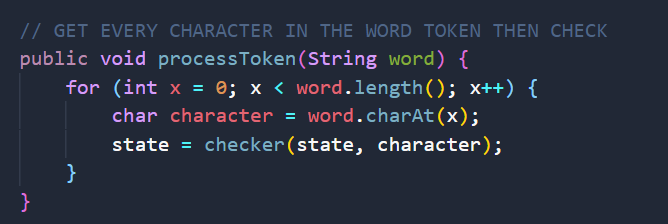 // GET EVERY CHARACTER IN THE WORD TOKEN THEN CHECK
public void processToken(String word) {
    for (int x = 0; x < word.length(); x++) {
        char character = word.charAt(x);
        state = checker(state, character);
    }
}